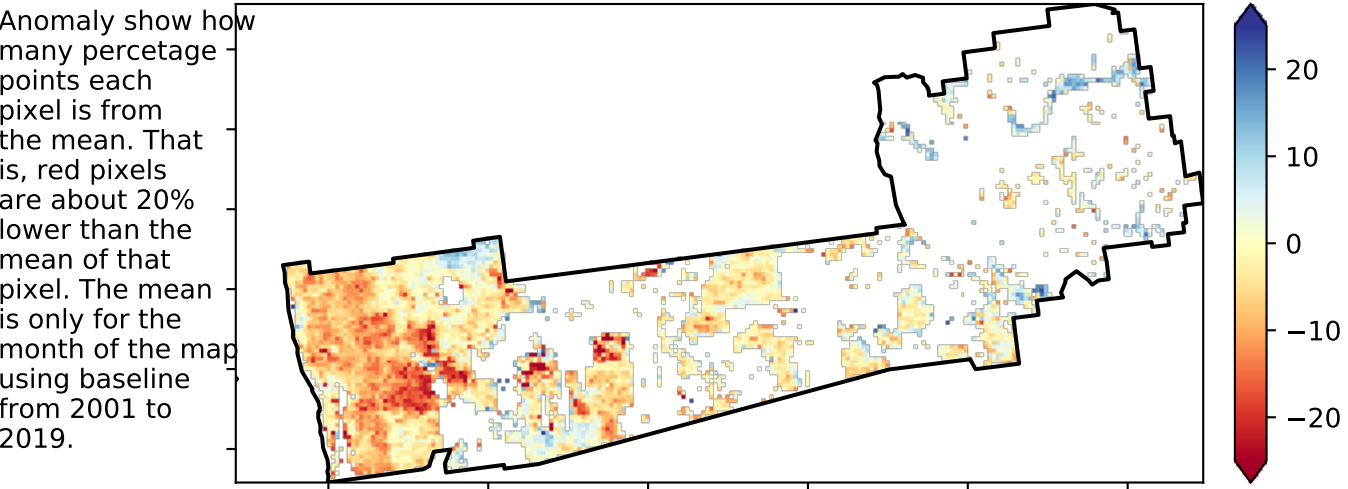 Anomaly show how
many percetage
points each
pixel is from
the mean. That
is, red pixels
are about 20%
lower than the
mean of that
pixel. The mean
is only for the
month of the map
using baseline
from 2001 to
2019.
20
10
0
−10
−20